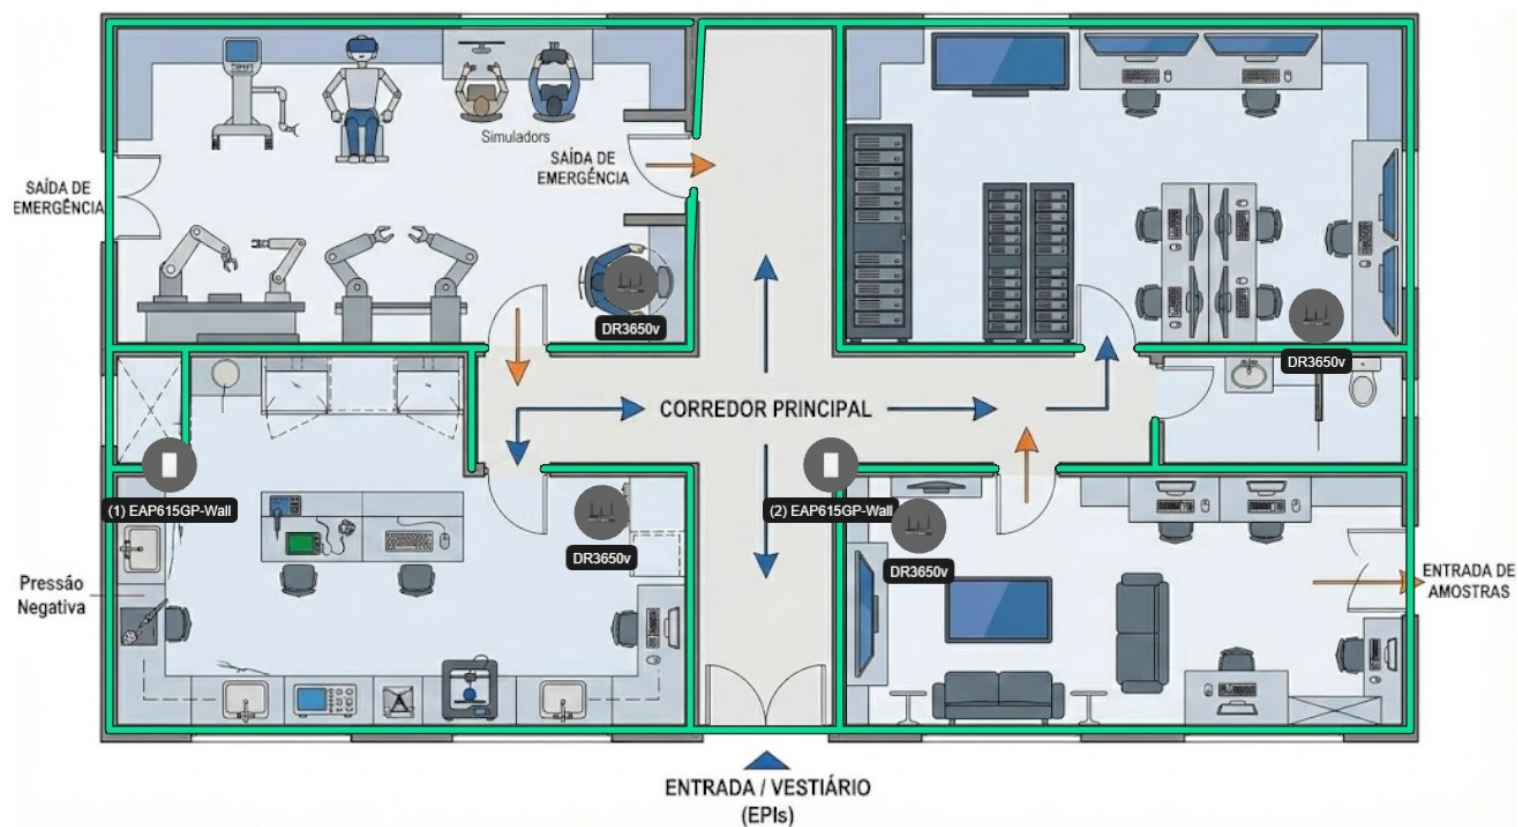 Simuladors
SAÍDA DE
EMERGÊNCIA
SAÍDA DE
EMERGÊNCIA
DR3650v
DR3650v
CORREDOR PRINCIPAL
(1) EAP615GP-Wall
(2) EAP615GP-Wall
DR3650v
DR3650v
Pressão
Negativa
ENTRADA DE
AMOSTRAS
ENTRADA / VESTIÁRIO
(EPIs)